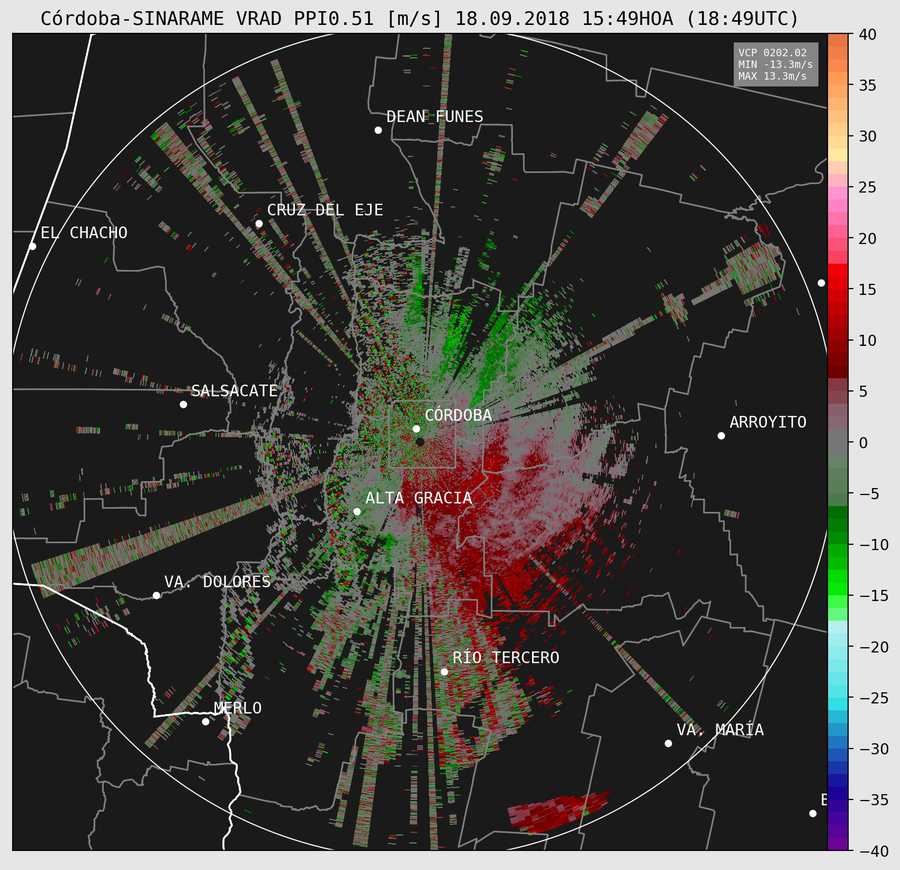 Córdoba-SINARAME VRAD PPI0.51 [m/s] 18.09.2018 15:49HOA (18:49UTC)
VCP 0202.02
MIN -13.3m/s
MAX 13.3m/s
DEAN FUNES
CRUZ DEL EJE
EL CHACHO
SALSACATE
CÓRDOBA
ARROYITO
ALTA GRACIA
VA. DOLORES
RÍO TERCERO
MERLO
VA. MARÍA
40
35
30
25
20
15
10
5
0
−5
−10
−15
−20
−25
−30
−35
−40